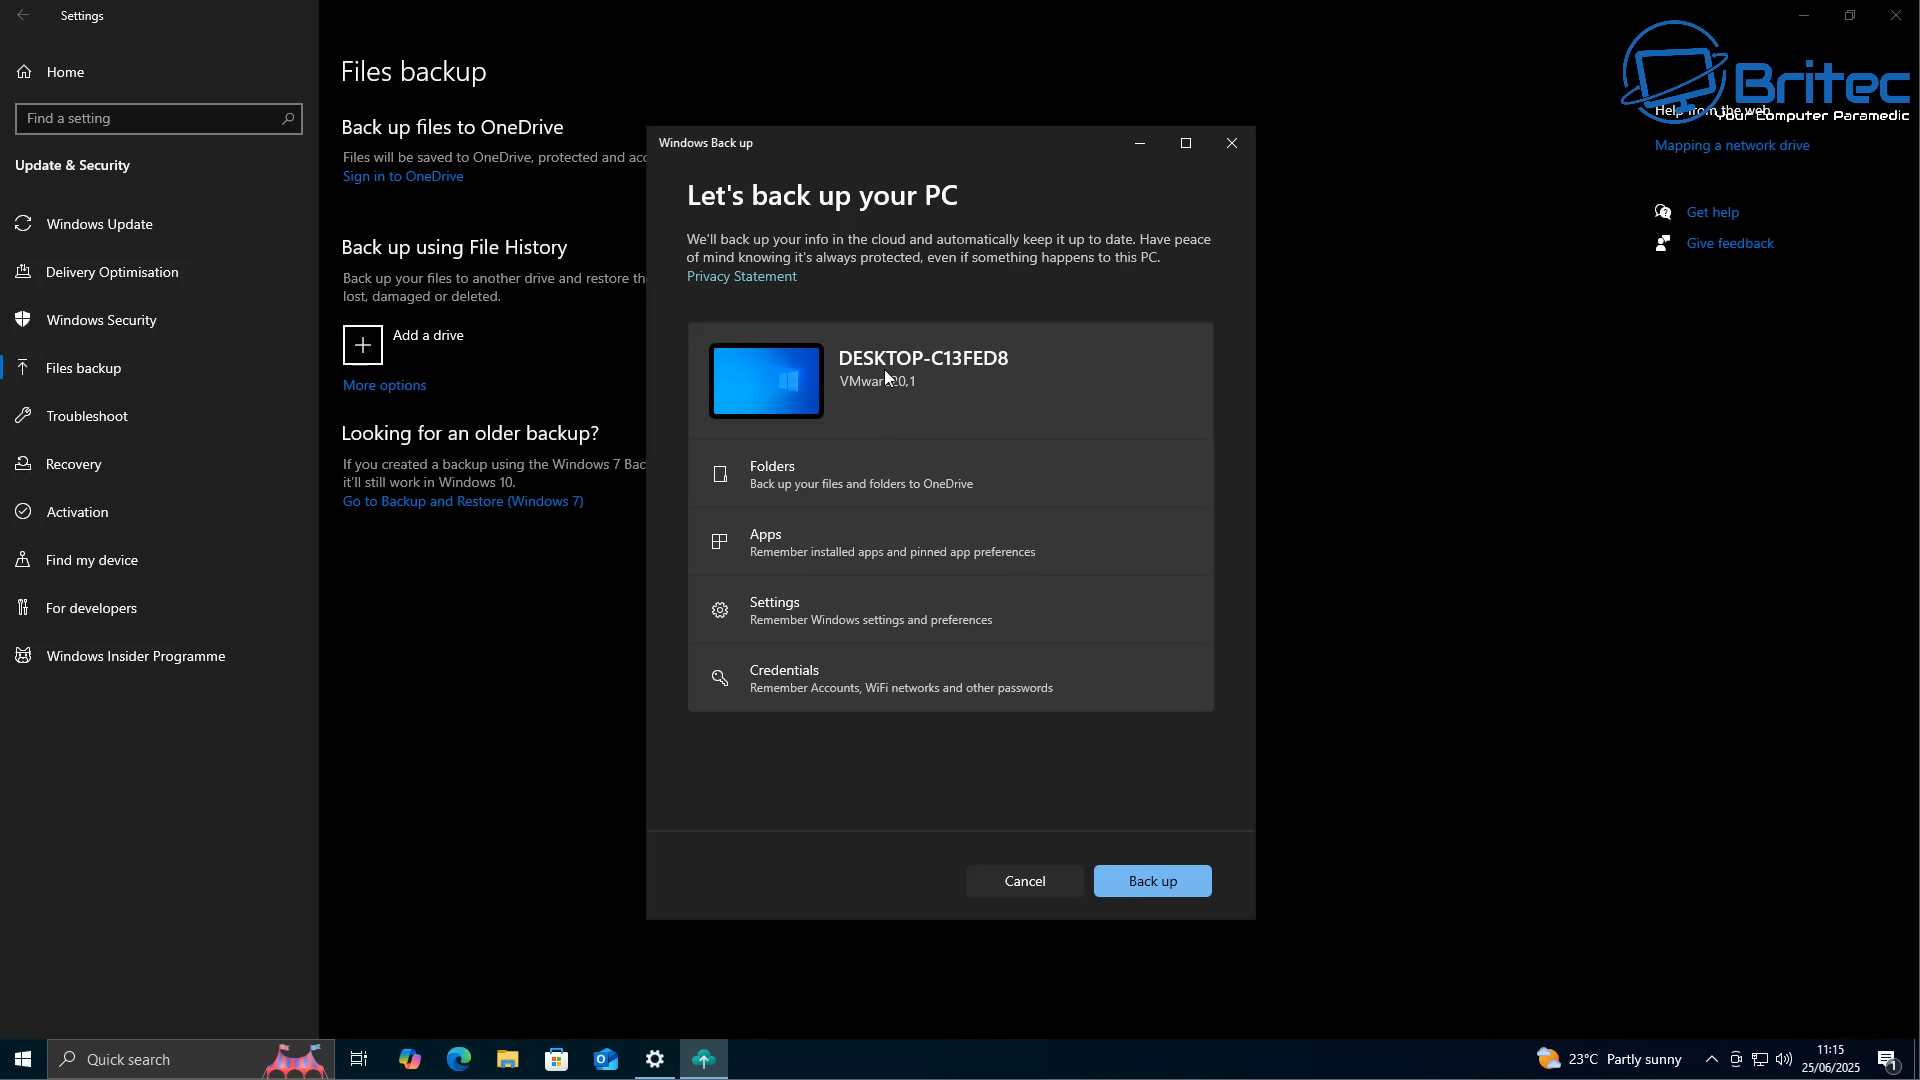 Settings
Home
Find a setting
Update & Security
Windows Update
Delivery Optimisation
Windows Security
Files backup
Troubleshoot
Recovery
Activation
Find my device
For developers
Windows Insider Programme
Files backup
Back up files to OneDrive
Files will be saved to OneDrive, protected and
Sign in to OneDrive
Back up using File History
Back up your files to another drive and restore
lost, damaged or deleted.
Add a drive
More options
Looking for an older backup?
If you created a backup using the Windows 7
it'll still work in Windows 10.
Go to Backup and Restore (Windows 7)
Windows Back up
Let's back up your PC
We'll back up your info in the cloud and automatically keep it up to date. Have peace
of mind knowing it's always protected, even if something happens to this PC.
Privacy Statement
DESKTOP-C13FED8
Folders
Back up your files and folders to OneDrive
Apps
Remember installed apps and pinned app preferences
Settings
Remember Windows settings and preferences
Credentials
Remember Accounts, WiFi networks and other passwords
Cancel
Back up
Britec
Your Computer Paramedic
Help from the web
Mapping a network drive
Get help
Give feedback
Quick search
23°C Partly sunny
11:15
25/06/2025
1